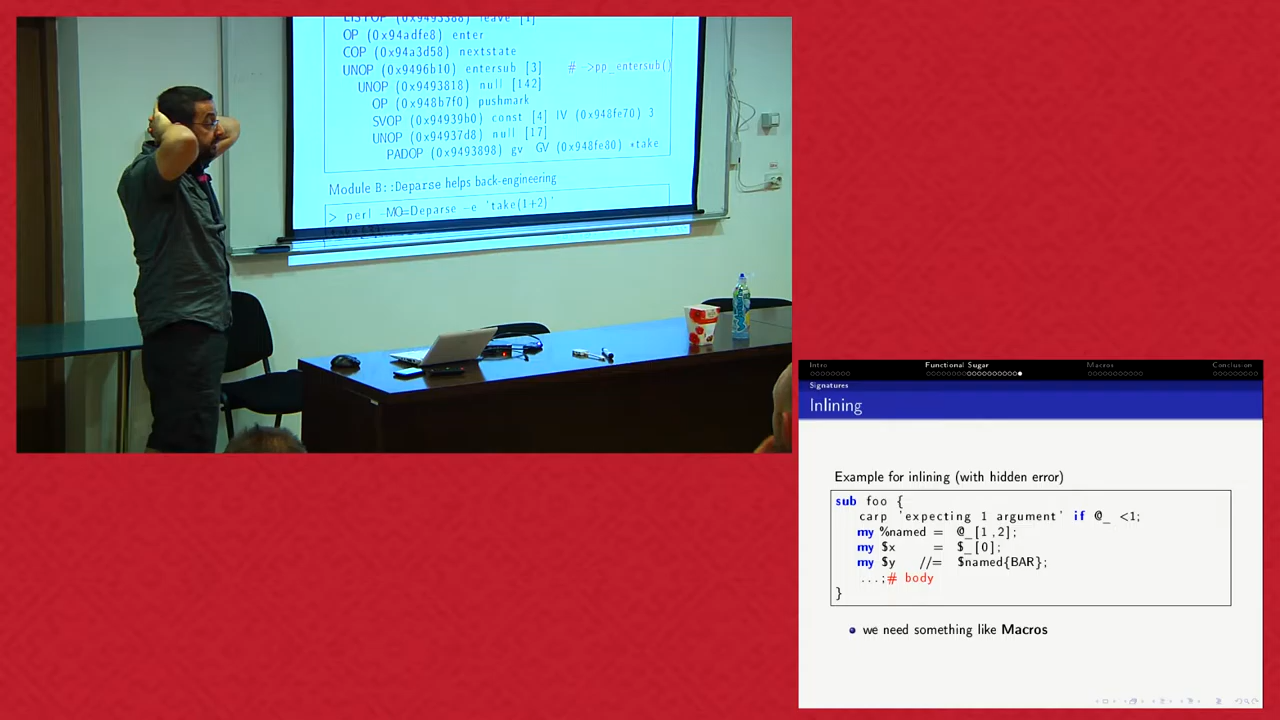 LISTOP (0x9493388) leave [1]
OP (0x94adfe8) enter
COP (0x94a3d58) nextstate
UNOP (0x9496b10) entersub [3] # ->pp_entersub()
UNOP (0x9493818) null [142]
OP (0x948b7f0) pushmark
SVOP (0x94939b0) const [4] IV (0x948fe70) 3
UNOP (0x94937d8) null [17]
PADOP (0x9493898) gv GV (0x948fe80) *take
Module B::Deparse helps back-engineering
> perl -MO=Deparse -e 'take(1+2)'
Intro Functional Sugar Macros Conclusion
Signatures
Inlining
Example for inlining (with hidden error)
sub foo {
carp 'expecting 1 argument' if @_ <1;
my %named = @_[1,2];
my $x = $_[0];
my $y //= $named{BAR};
...;# body
}
we need something like Macros